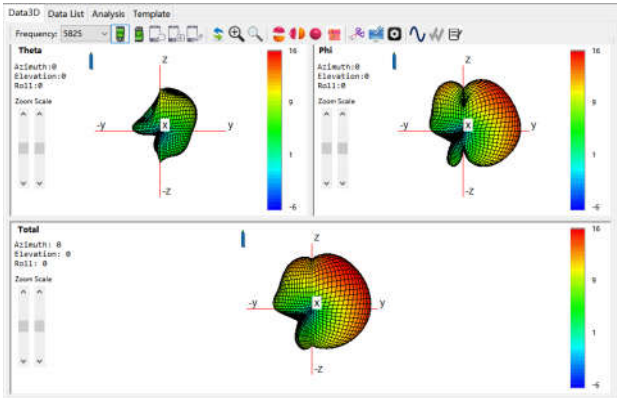 Data3D Data List Analysis Template
Frequency: 5825
Theta
Azimuth:0
Elevation:0
Roll:0
Zoom Scale
z
-y x y
-z
16
9
1
-6
Phi
Azimuth:0
Elevation:0
Roll:0
Zoom Scale
z
-y x y
-z
16
9
1
-6
Total
Azimuth: 0
Elevation: 0
Roll: 0
Zoom Scale
z
-y x y
-z
16
9
1
-6